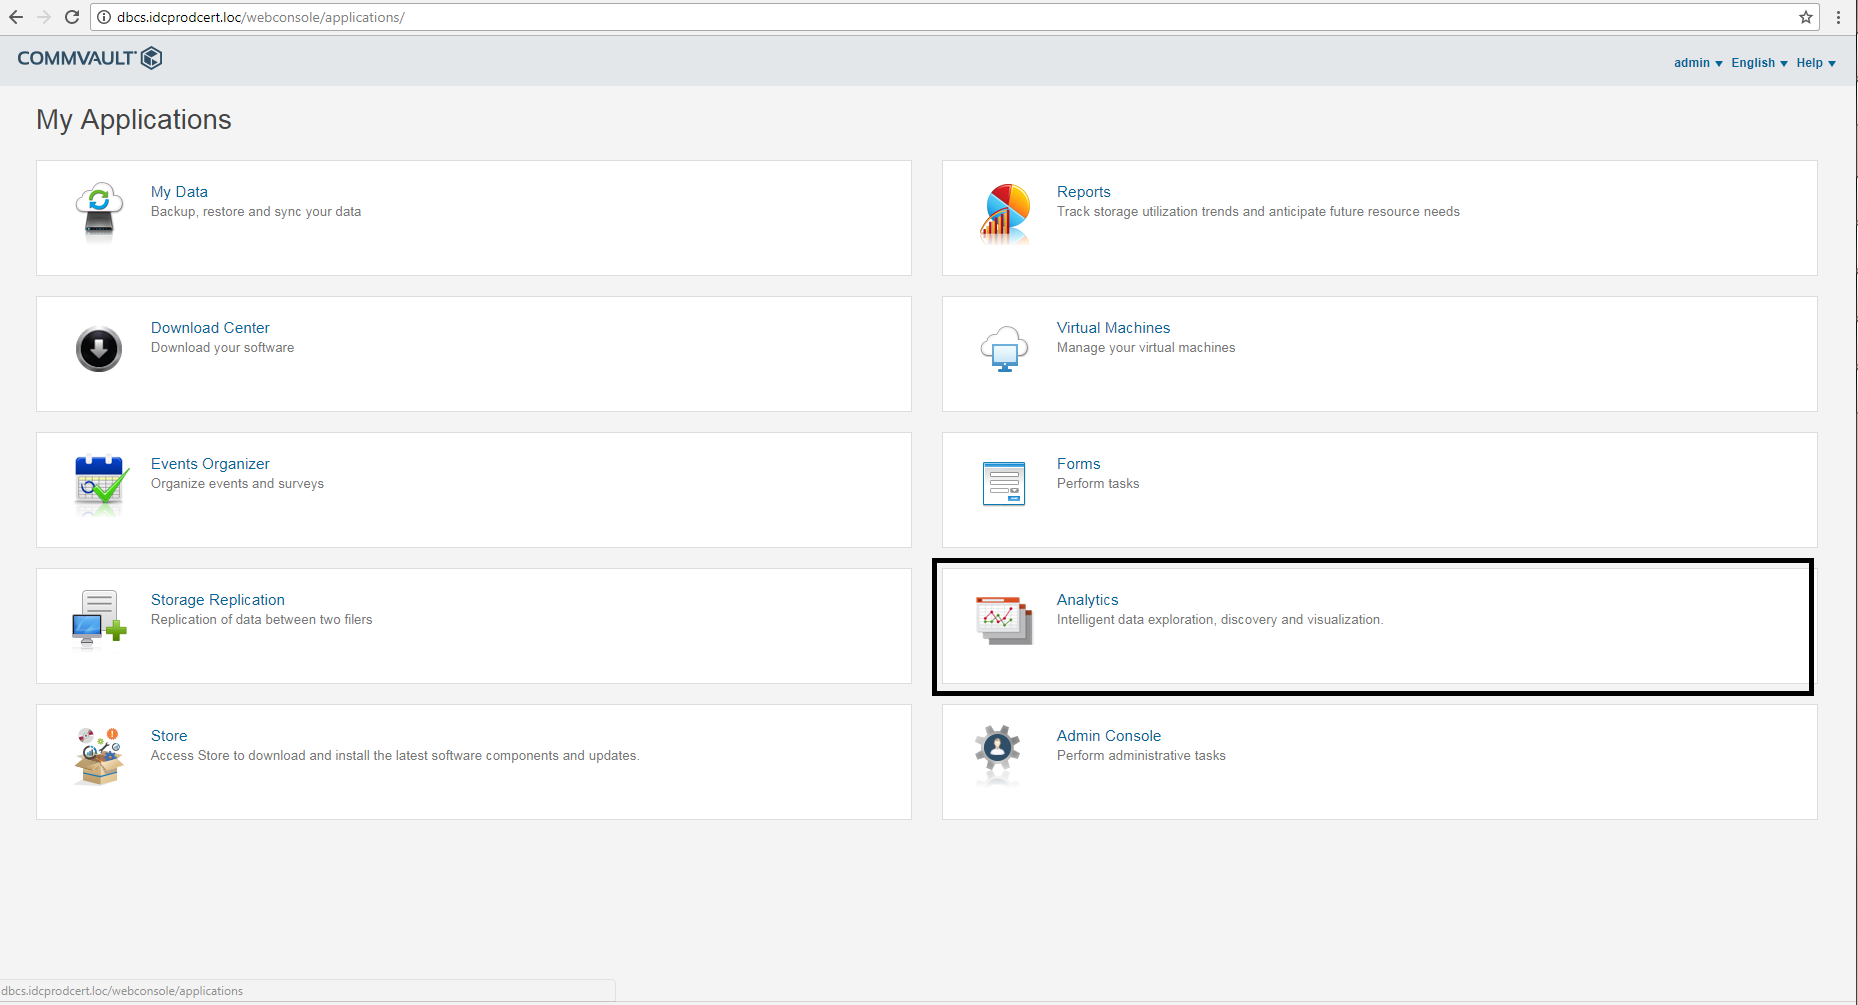 dbcs.idcprodcert.loc/webconsole/applications/
COMMVAULT
admin English Help
My Applications
My Data
Backup, restore and sync your data
Reports
Track storage utilization trends and anticipate future resource needs
Download Center
Download your software
Virtual Machines
Manage your virtual machines
Events Organizer
Organize events and surveys
Forms
Perform tasks
Storage Replication
Replication of data between two filers
Analytics
Intelligent data exploration, discovery and visualization.
Store
Access Store to download and install the latest software components and updates.
Admin Console
Perform administrative tasks
dbcs.idcprodcert.loc/webconsole/applications